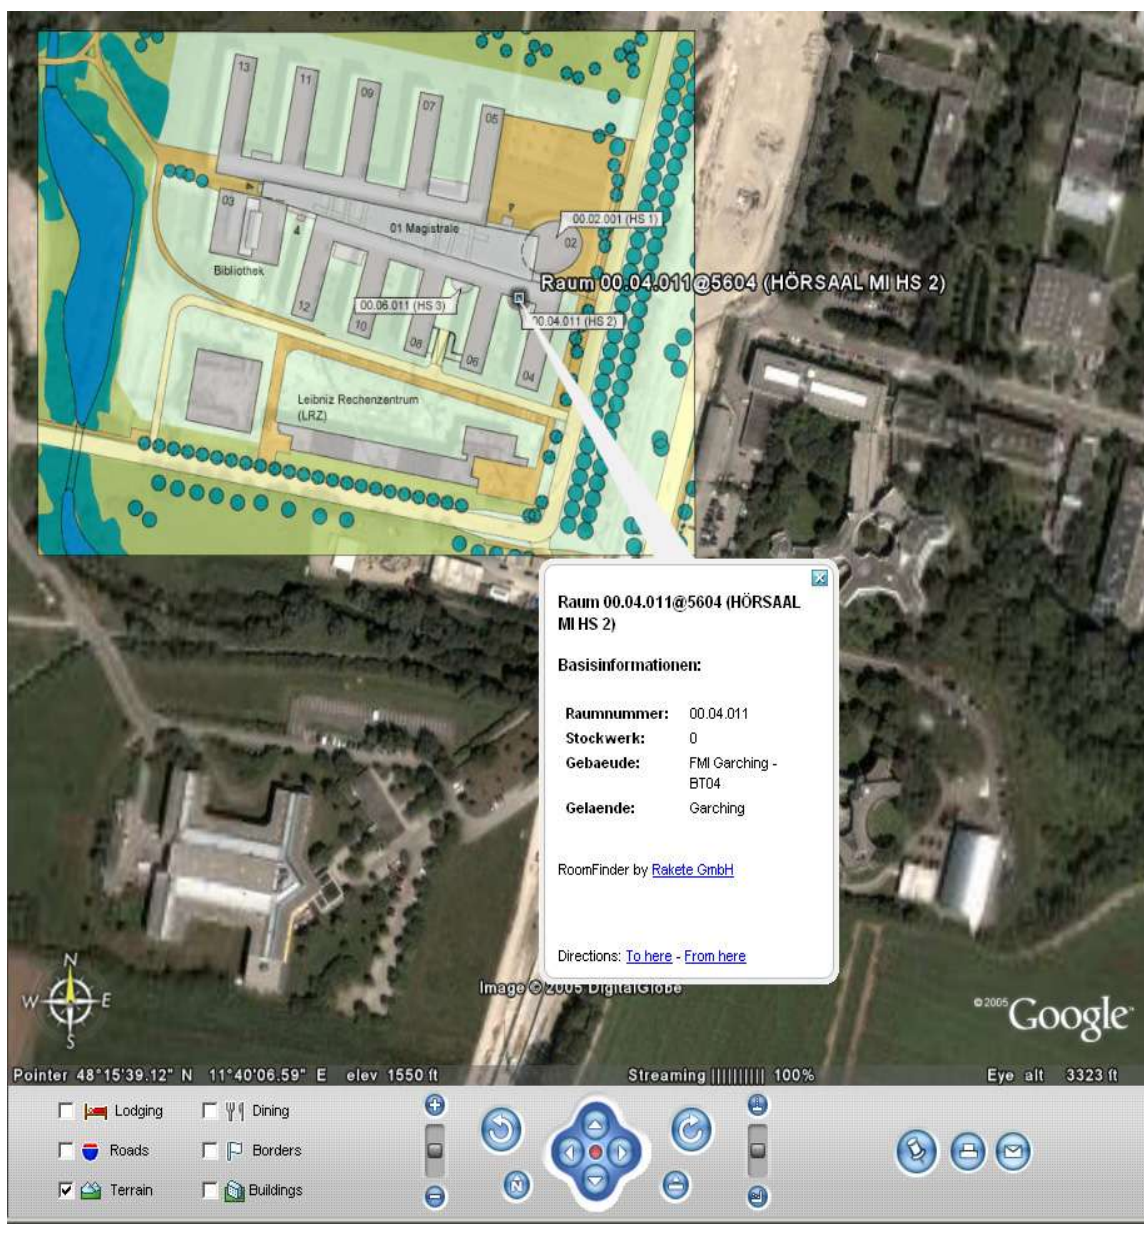 13
11
09
07
05
03
01 Magistrale
00.02.001 (HS 1)
02
Bibliothek
Raum 00.04.011@5604 (HÖRSAAL MI HS 2)
12
00.06.011 (HS 3)
10
08
06
00.04.011 (HS 2)
04
Leibniz Rechenzentrum
(LRZ)
Raum 00.04.011@5604 (HÖRSAAL
MI HS 2)
Basisinformationen:
Raumnummer: 00.04.011
Stockwerk: 0
Gebaeude: FMI Garching -
BT04
Gelaende: Garching
RoomFinder by Rakete GmbH
Directions: To here - From here
Image © 2005 DigitalGlobe
© 2005 Google
N
W E
S
Pointer 48°15'39.12" N 11°40'06.59" E elev 1550 ft Streaming |||||||||| 100% Eye alt 3323 ft
Lodging Dining
Roads Borders
Terrain Buildings
N